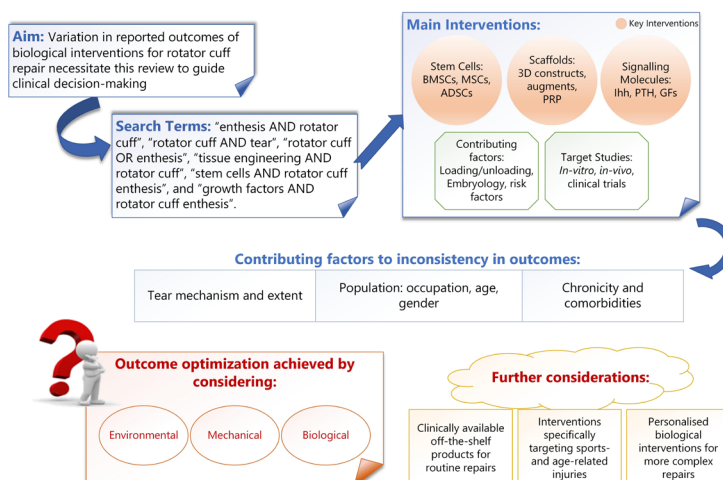 Aim: Variation in reported outcomes of
biological interventions for rotator cuff
repair necessitate this review to guide
clinical decision-making
Search Terms: “enthesis AND rotator
cuff”, “rotator cuff AND tear”, “rotator cuff
OR enthesis”, “tissue engineering AND
rotator cuff”, “stem cells AND rotator cuff
enthesis”, and “growth factors AND
rotator cuff enthesis”.
Main Interventions:
Key Interventions
Stem Cells:
BMSCs, MSCs,
ADSCs
Scaffolds:
3D constructs,
augments,
PRP
Signalling
Molecules:
Ihh, PTH, GFs
Contributing
factors:
Loading/unloading,
Embryology, risk
factors
Target Studies:
In-vitro, in-vivo,
clinical trials
Contributing factors to inconsistency in outcomes:
Tear mechanism and extent
Population: occupation, age,
gender
Chronicity and
comorbidities
Outcome optimization achieved by
considering:
Environmental
Mechanical
Biological
Further considerations:
Clinically available
off-the-shelf
products for
routine repairs
Interventions
specifically
targeting sports-
and age-related
injuries
Personalised
biological
interventions for
more complex
repairs